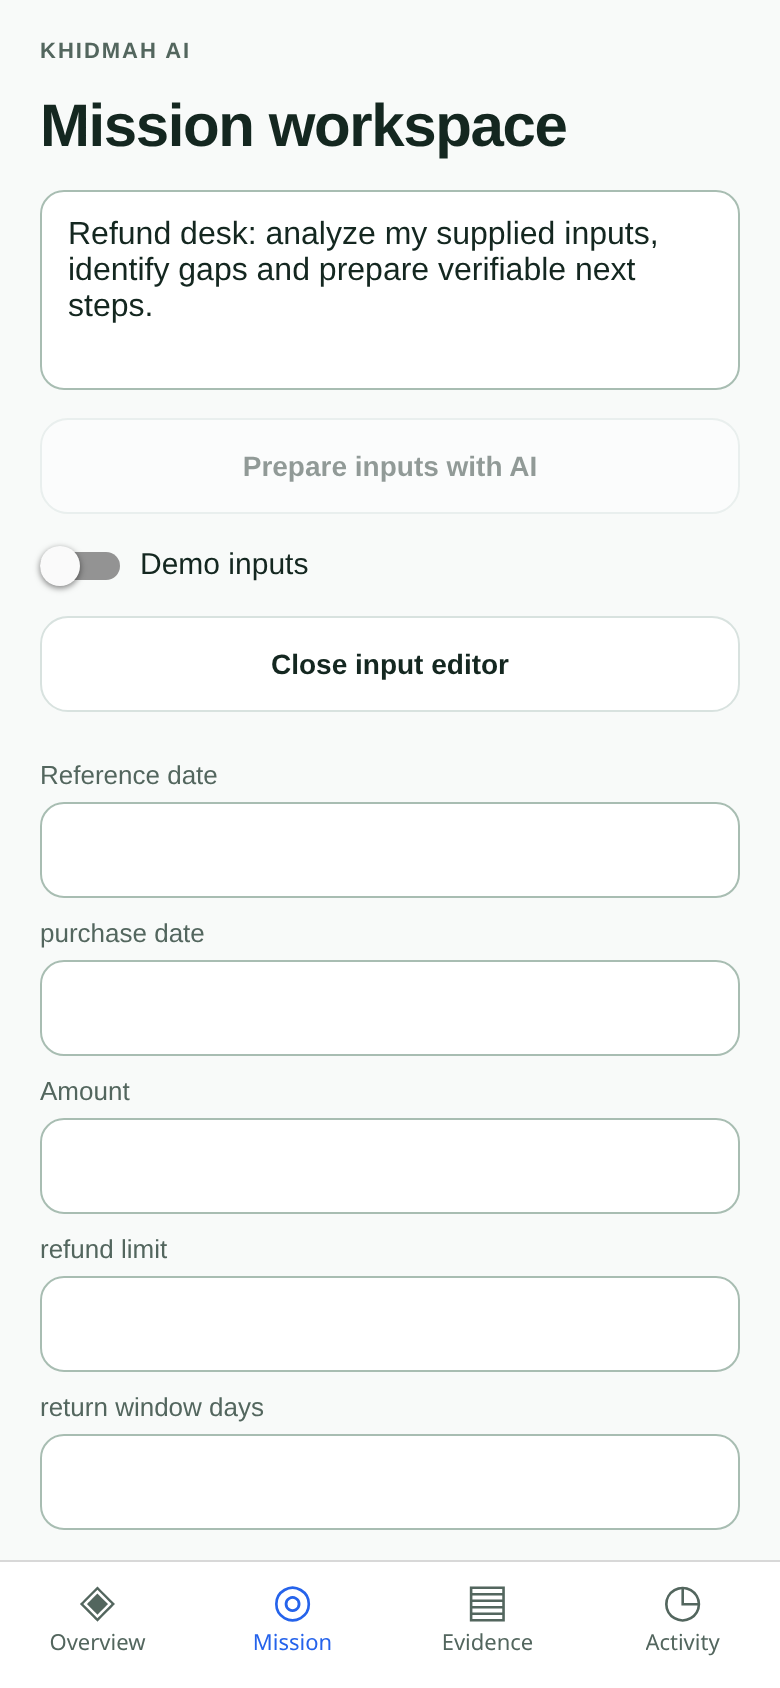 KHIDMAH AI
Mission workspace
Refund desk: analyze my supplied inputs,
identify gaps and prepare verifiable next
steps.
Prepare inputs with AI
Demo inputs
Close input editor
Reference date
purchase date
Amount
refund limit
return window days
Overview
Mission
Evidence
Activity